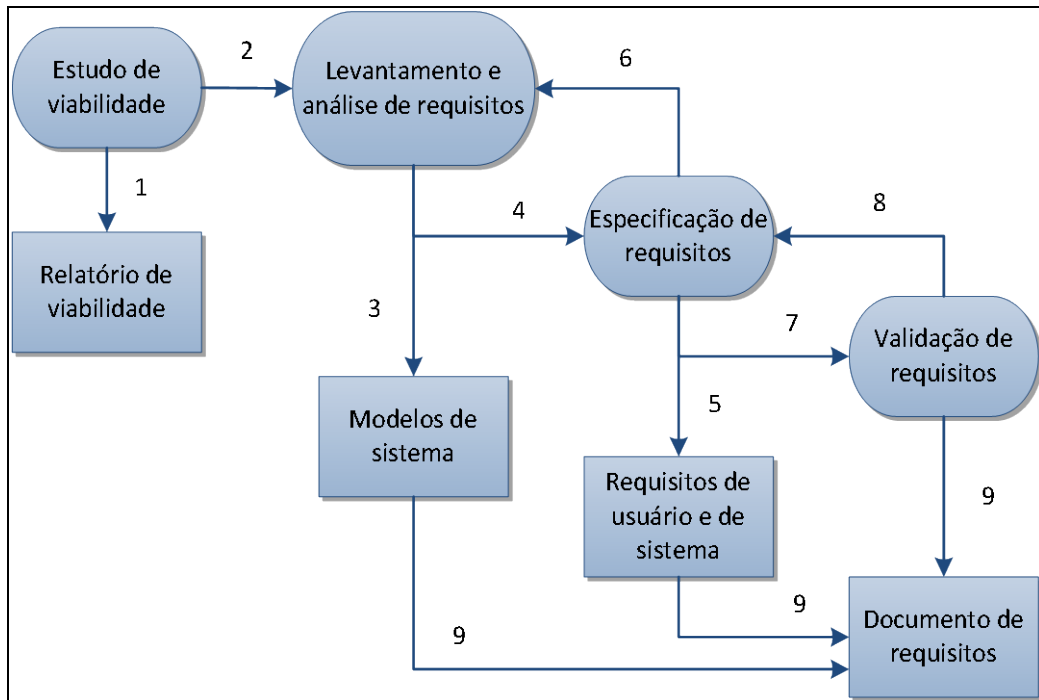 2
Estudo de
viabilidade
Levantamento e
análise de requisitos
6
1
4
Especificação de
requisitos
8
Relatório de
viabilidade
3
7
Validação de
requisitos
Modelos de
sistema
5
Requisitos de
usuário e de
sistema
9
9
9
Documento de
requisitos